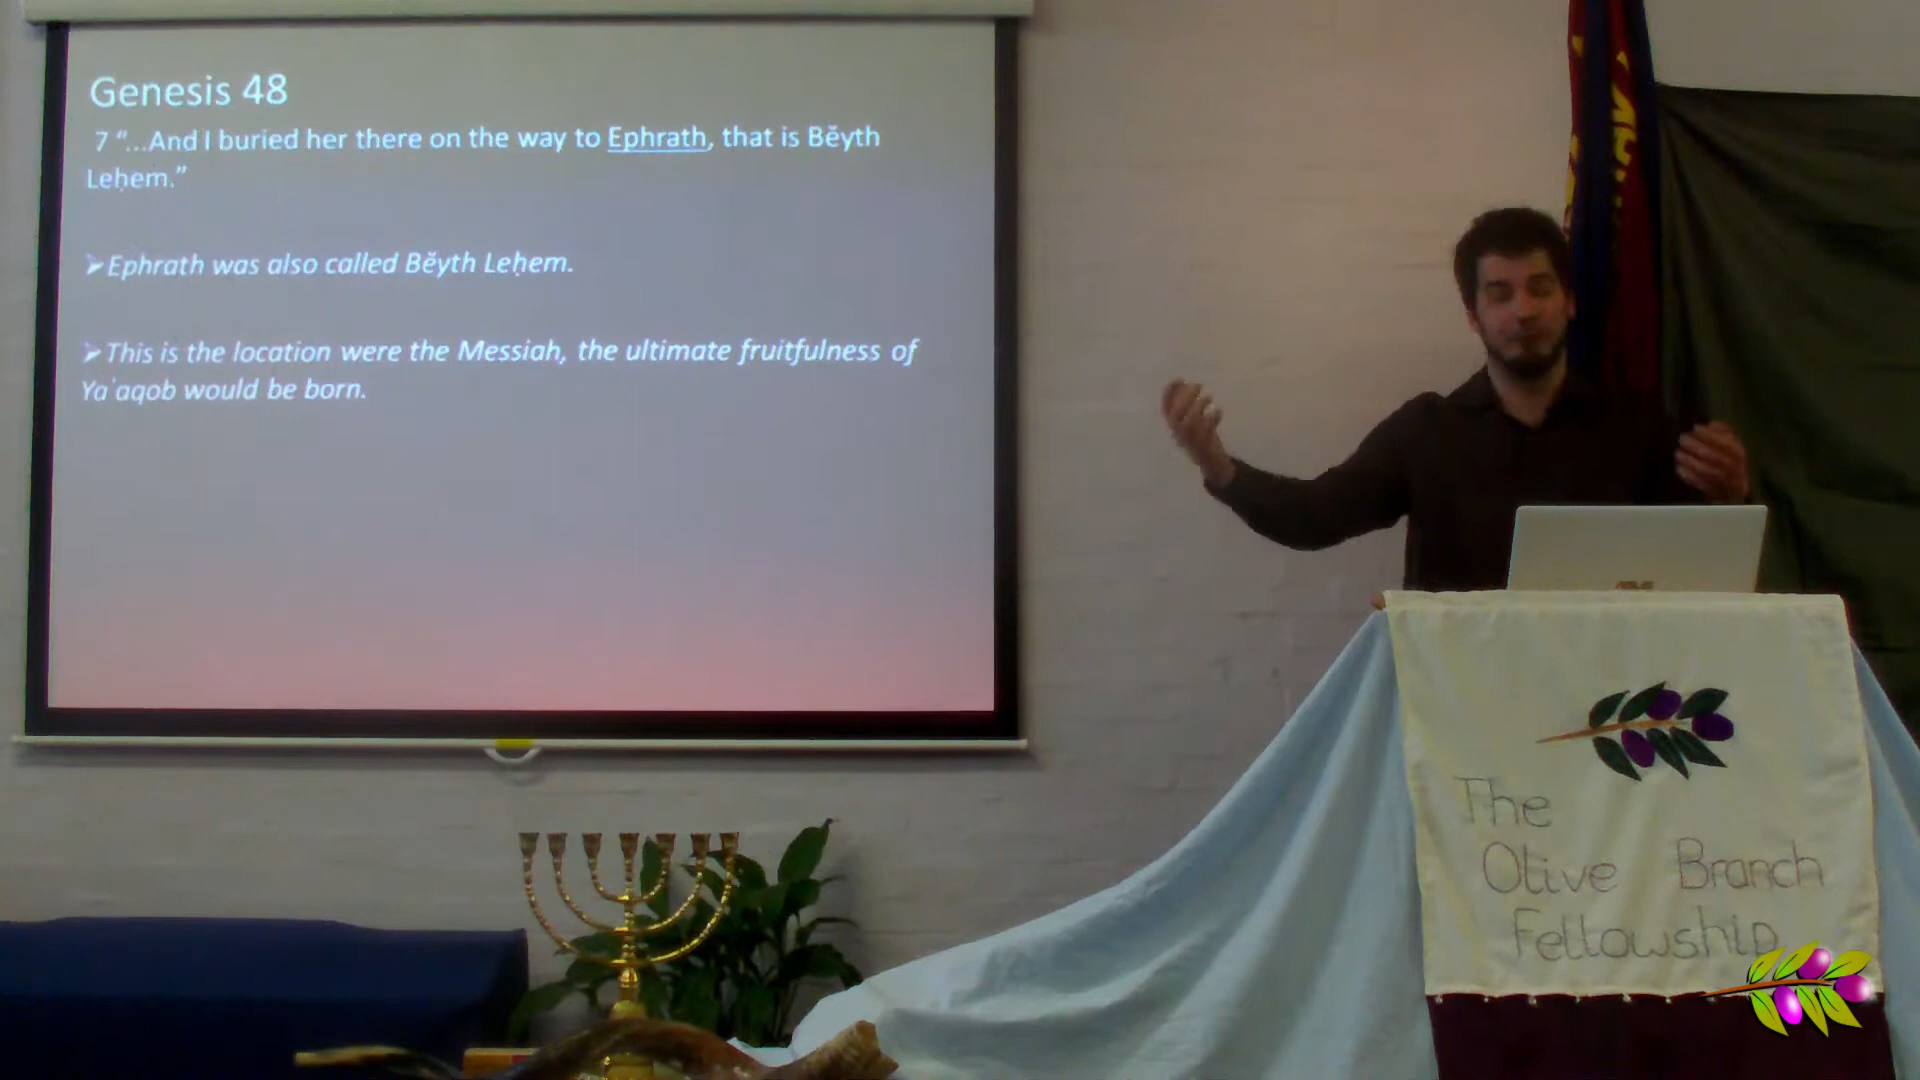 Genesis 48
7 “...And I buried her there on the way to Ephrath, that is Bĕyth
Leḥem.”
➢Ephrath was also called Bĕyth Leḥem.
➢This is the location were the Messiah, the ultimate fruitfulness of
Yaʽaqob would be born.
The
Olive Branch
Fellowship